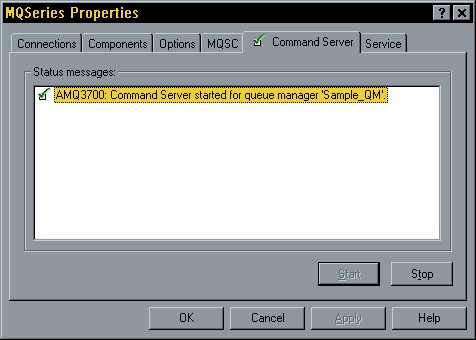 MQSeries Properties
Connections Components Options MQSC Command Server Service
Status messages:
AMQ3700: Command Server started for queue manager 'Sample_QM'.
Start Stop
OK Cancel Apply Help